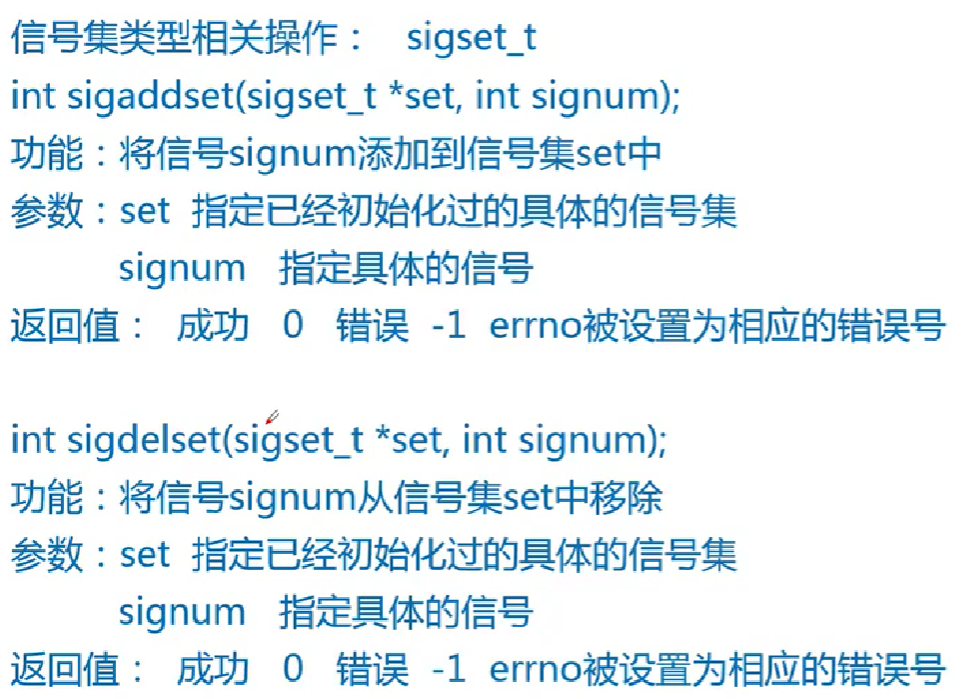 信号集类型相关操作： sigset_t
int sigaddset(sigset_t *set, int signum);
功能：将信号signum添加到信号集set中
参数：set 指定已经初始化过的具体的信号集
signum 指定具体的信号
返回值： 成功 0 错误 -1 errno被设置为相应的错误号
int sigdelset(sigset_t *set, int signum);
功能：将信号signum从信号集set中移除
参数：set 指定已经初始化过的具体的信号集
signum 指定具体的信号
返回值： 成功 0 错误 -1 errno被设置为相应的错误号